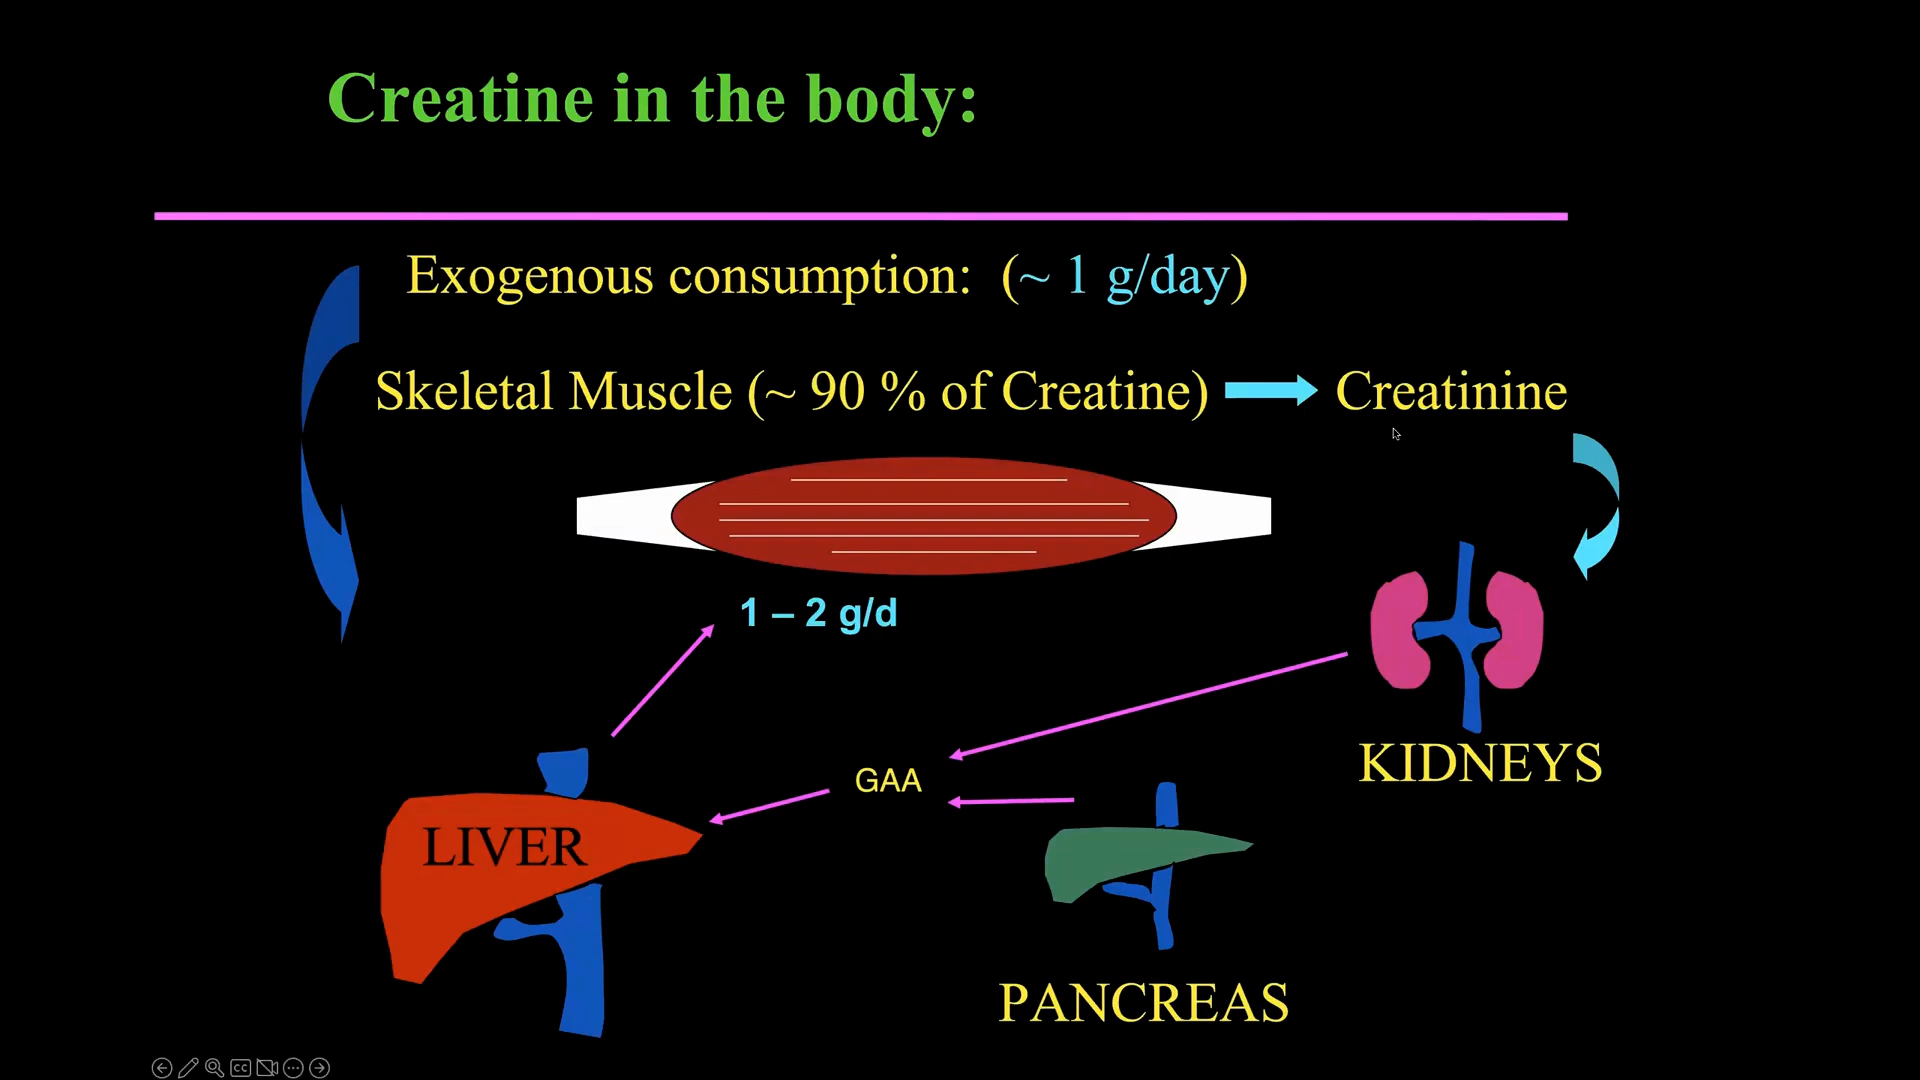 Creatine in the body:
Exogenous consumption: (~ 1 g/day)
Skeletal Muscle (~ 90 % of Creatine) Creatinine
1 – 2 g/d
GAA
KIDNEYS
LIVER
PANCREAS
CC